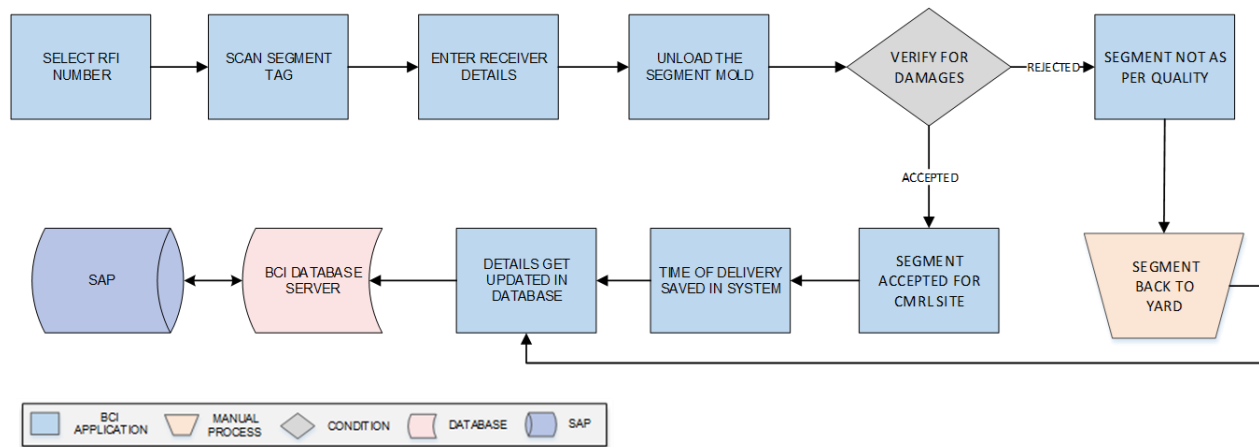 SELECT RFI
NUMBER
SCAN SEGMENT
TAG
ENTER RECEIVER
DETAILS
UNLOAD THE
SEGMENT MOLD
VERIFY FOR
DAMAGES
REJECTED
SEGMENT NOT AS
PER QUALITY
ACCEPTED
SAP
BCI DATABASE
SERVER
DETAILS GET
UPDATED IN
DATABASE
TIME OF DELIVERY
SAVED IN SYSTEM
SEGMENT
ACCEPTED FOR
CMRL SITE
SEGMENT
BACK TO
YARD
BCI
APPLICATION
MANUAL
PROCESS
CONDITION
DATABASE
SAP